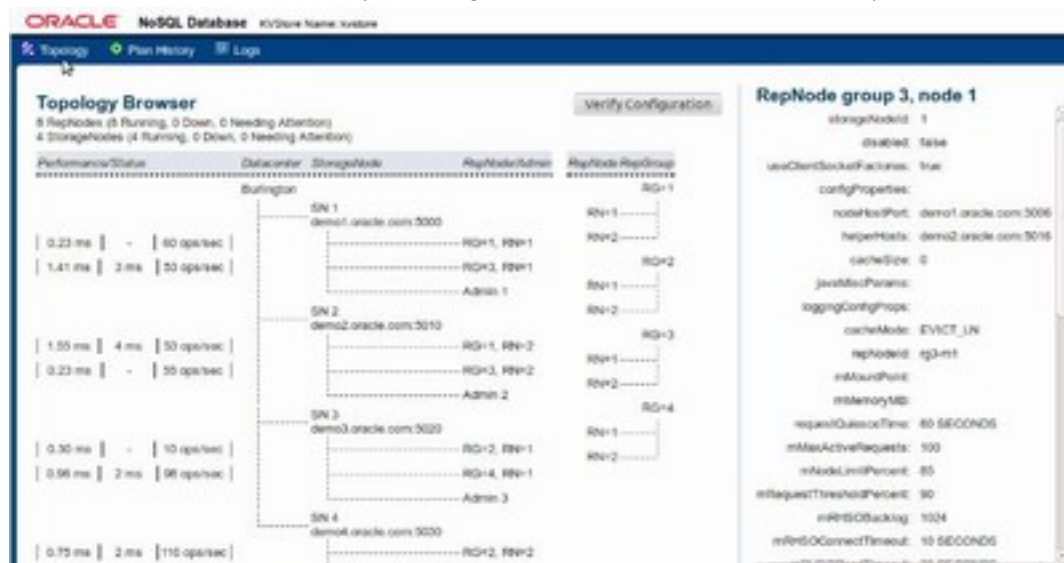 ORACLE NoSQL Database KVStore Name: kvstore
Topology Plan History Logs
Topology Browser
8 RepNodes (8 Running, 0 Down, 0 Needing Attention)
4 StorageNodes (4 Running, 0 Down, 0 Needing Attention)
Verify Configuration
Performance/Status Datacenter StorageNode RepNode/Admin RepNode RepGroup
Burlington RG=1
SN 1
demo1.oracle.com:5000 RN=1
0.23 ms - 60 ops/sec RG=1, RN=1 RN=2
1.41 ms 3 ms 53 ops/sec RG=3, RN=1 RG=2
Admin 1 RN=1
SN 2 RN=2
demo2.oracle.com:5010
RG=3
1.55 ms 4 ms 53 ops/sec RG=1, RN=2
RN=1
0.23 ms - 55 ops/sec RG=3, RN=2
RN=2
Admin 2
RG=4
SN 3
demo3.oracle.com:5020
RN=1
0.30 ms - 10 ops/sec RG=2, RN=1
RN=2
0.96 ms 2 ms 98 ops/sec RG=4, RN=1
Admin 3
SN 4
demo4.oracle.com:5030
0.75 ms 2 ms 110 ops/sec RG=2, RN=2
RepNode group 3, node 1
storageNodeId: 1
disabled: false
useClientSocketFactories: true
configProperties:
nodeHostPort: demo1.oracle.com:5006
helperHosts: demo2.oracle.com:5016
cacheSize: 0
javaMiscParams:
loggingConfigProps:
cacheMode: EVICT_LN
repNodeId: rg3-rn1
rnMountPoint:
rnMemoryMB:
requestQuiesceTime: 60 SECONDS
rnMaxActiveRequests: 100
rnNodeLimitPercent: 85
rnRequestThresholdPercent: 90
rnRHSOBacklog: 1024
rnRHSOConnectTimeout: 10 SECONDS